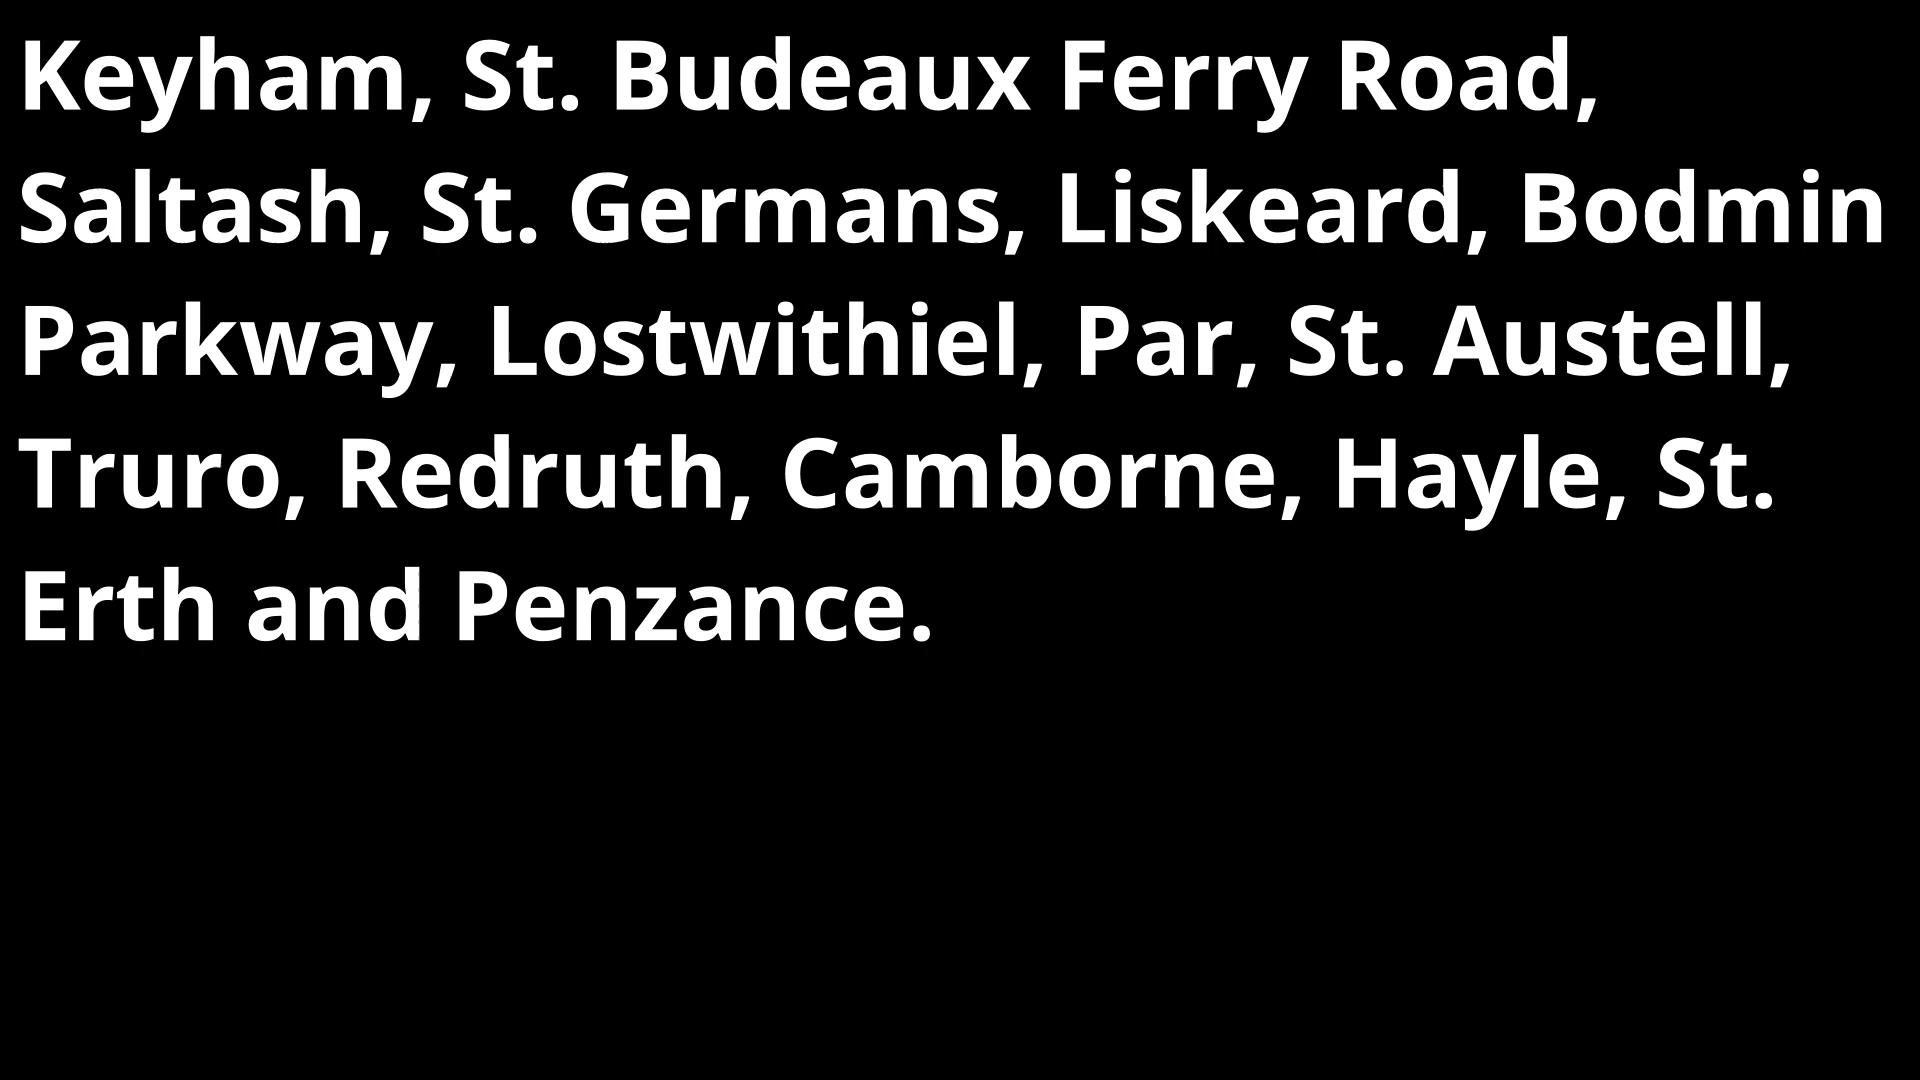 Keyham, St. Budeaux Ferry Road,
Saltash, St. Germans, Liskeard, Bodmin
Parkway, Lostwithiel, Par, St. Austell,
Truro, Redruth, Camborne, Hayle, St.
Erth and Penzance.